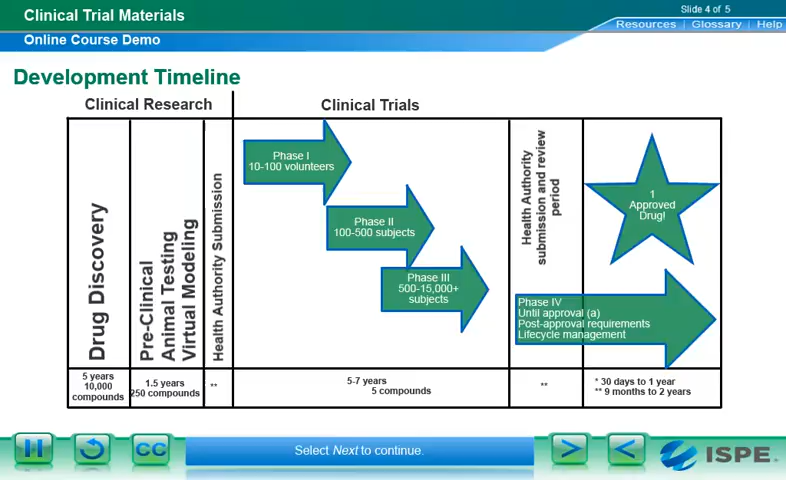 Clinical Trial Materials
Slide 4 of 5
Resources | Glossary | Help
Online Course Demo
Development Timeline
Clinical Research
Clinical Trials
Drug Discovery
Pre-Clinical
Animal Testing
Virtual Modeling
Health Authority Submission
Phase I
10-100 volunteers
Phase II
100-500 subjects
Phase III
500-15,000+
subjects
Health Authority
submission and review
period
1
Approved
Drug!
Phase IV
Until approval (a)
Post-approval requirements
Lifecycle management
5 years
10,000
compounds
1.5 years
250 compounds
**
5-7 years
5 compounds
**
* 30 days to 1 year
** 9 months to 2 years
CC
Select Next to continue.
> <
ISPE